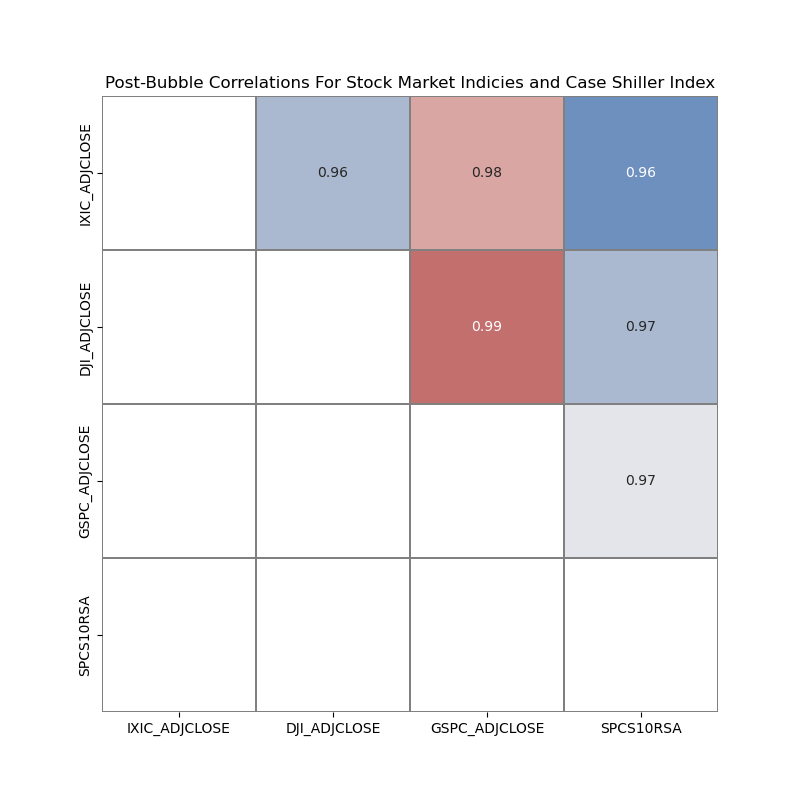 Post-Bubble Correlations For Stock Market Indicies and Case Shiller Index
IXIC_ADJCLOSE
0.96
0.98
0.96
DJI_ADJCLOSE
0.99
0.97
GSPC_ADJCLOSE
0.97
SPCS10RSA
IXIC_ADJCLOSE
DJI_ADJCLOSE
GSPC_ADJCLOSE
SPCS10RSA